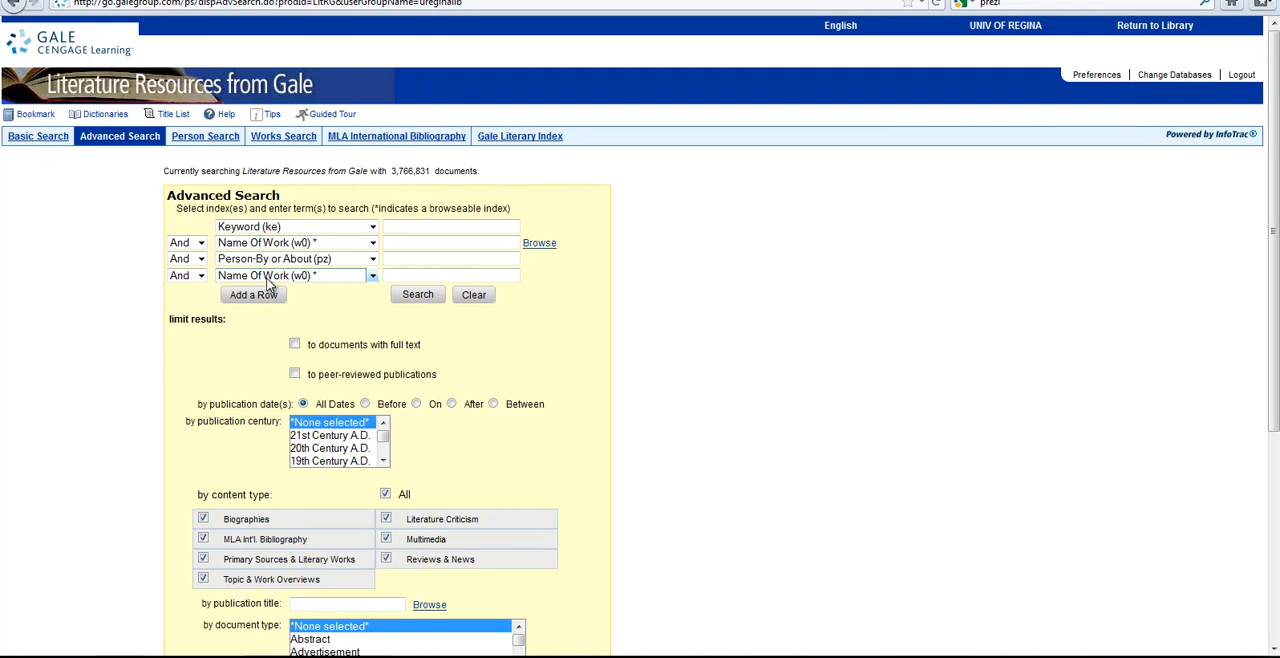 http://go.galegroup.com/ps/dispAdvSearch.do?prodId=LitRG&userGroupName=ureginalib
prezi
English UNIV OF REGINA Return to Library
GALE
CENGAGE Learning
Literature Resources from Gale
Preferences | Change Databases | Logout
Bookmark Dictionaries Title List Help Tips Guided Tour
Basic Search Advanced Search Person Search Works Search MLA International Bibliography Gale Literary Index Powered by InfoTrac®
Currently searching Literature Resources from Gale with 3,766,831 documents.
Advanced Search
Select index(es) and enter term(s) to search (*indicates a browseable index)
Keyword (ke)
And Name Of Work (w0) * Browse
And Person-By or About (pz)
And Name Of Work (w0) *
Add a Row Search Clear
limit results:
to documents with full text
to peer-reviewed publications
by publication date(s): All Dates Before On After Between
by publication century: *None selected*
21st Century A.D.
20th Century A.D.
19th Century A.D.
by content type: All
Biographies Literature Criticism
MLA Int'l. Bibliography Multimedia
Primary Sources & Literary Works Reviews & News
Topic & Work Overviews
by publication title: Browse
by document type: *None selected*
Abstract
Advertisement